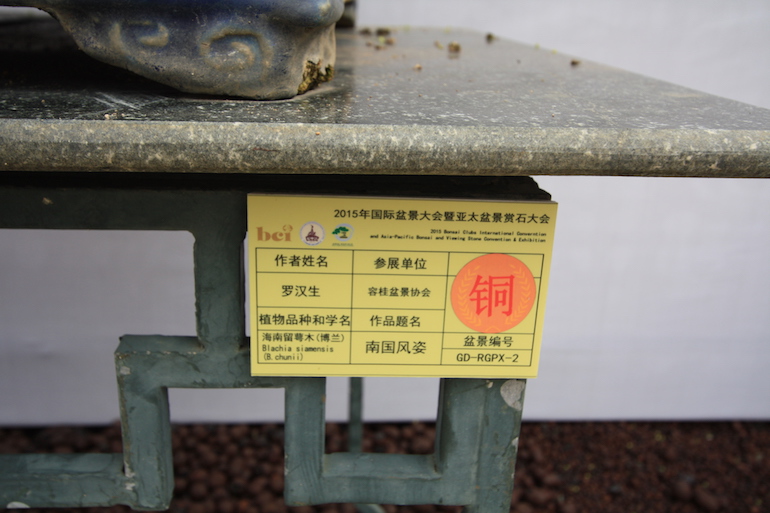 2015年国际盆景大会暨亚太盆景赏石大会
bci
2015 Bonsai Clubs International Convention
and Asia-Pacific Bonsai and Viewing Stone Convention & Exhibition
作者姓名
参展单位
铜
罗汉生
容桂盆景协会
植物品种和学名
作品题名
盆景编号
海南留萼木(博兰)
Blachia siamensis
(B.chunii)
南国风姿
GD-RGPX-2